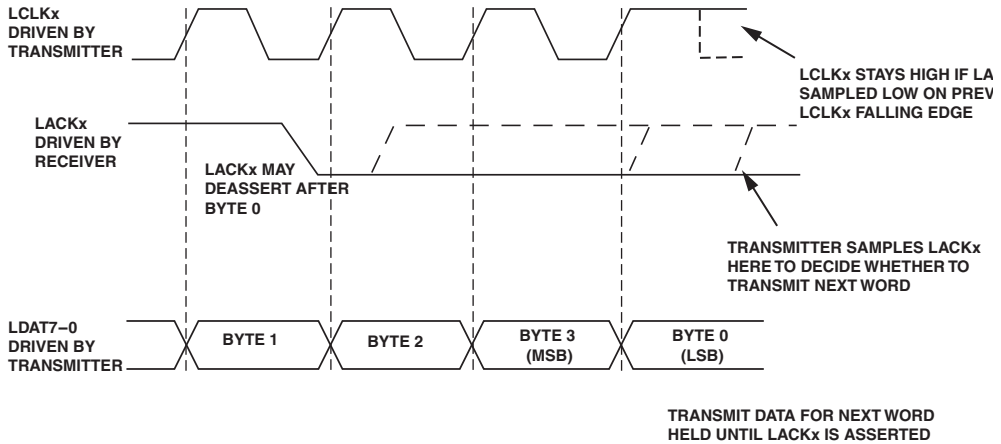 LCLKx
DRIVEN BY
TRANSMITTER
LCLKx STAYS HIGH IF
SAMPLED LOW ON
LCLKx FALLING EDGE
LACKx
DRIVEN BY
RECEIVER
LACKx MAY
DEASSERT AFTER
BYTE 0
TRANSMITTER SAMPLES LACKx
HERE TO DECIDE WHETHER TO
TRANSMIT NEXT WORD
LDAT7–0
DRIVEN BY
TRANSMITTER
BYTE 1
BYTE 2
BYTE 3
(MSB)
BYTE 0
(LSB)
TRANSMIT DATA FOR NEXT WORD
HELD UNTIL LACKx IS ASSERTED